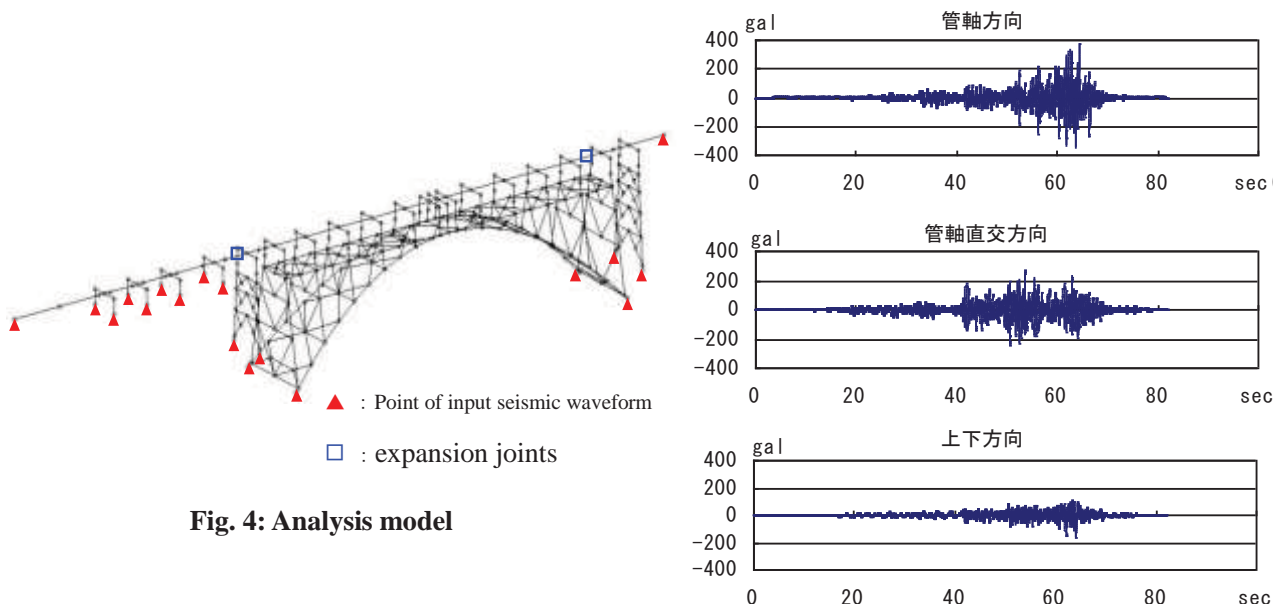 ▲ : Point of input seismic waveform
□ : expansion joints
Fig. 4: Analysis model
gal 管軸方向
400
200
0
-200
-400
0 20 40 60 80 sec
gal 管軸直交方向
400
200
0
-200
-400
0 20 40 60 80 sec
gal 上下方向
400
200
0
-200
-400
0 20 40 60 80 sec